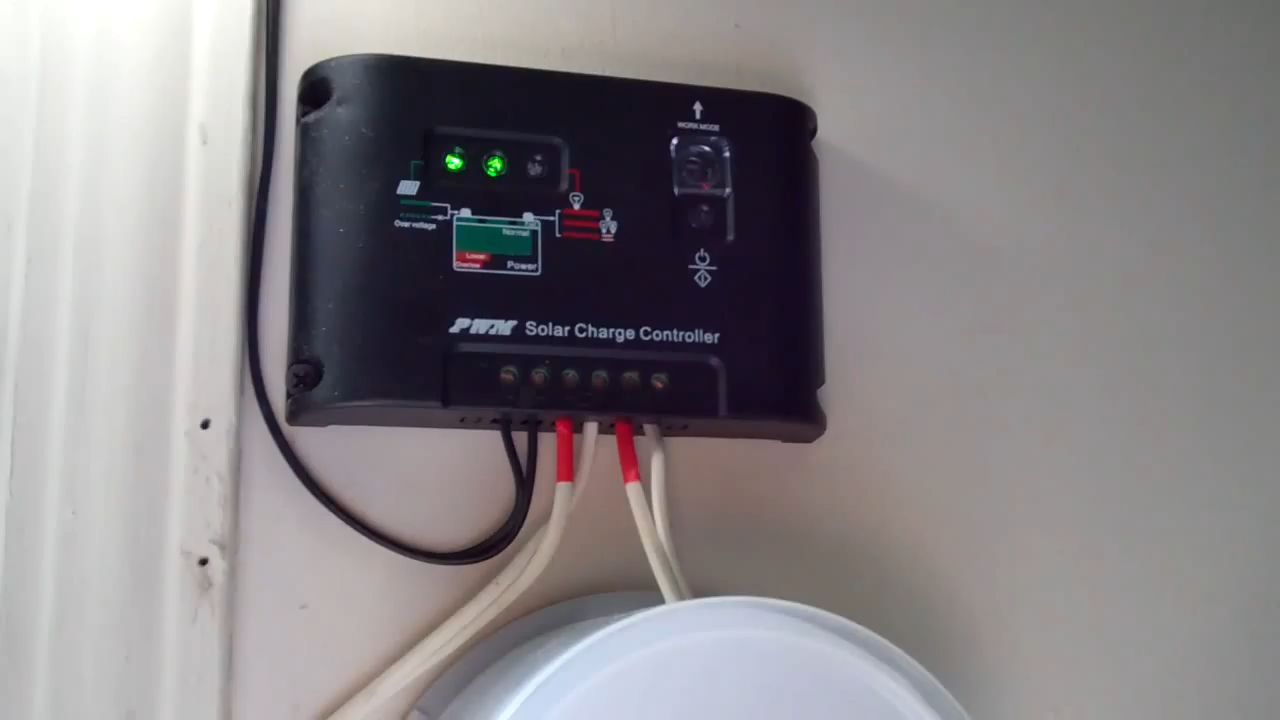 WORK MODE
Over voltage
Normal
Lower
Power
PWM Solar Charge Controller